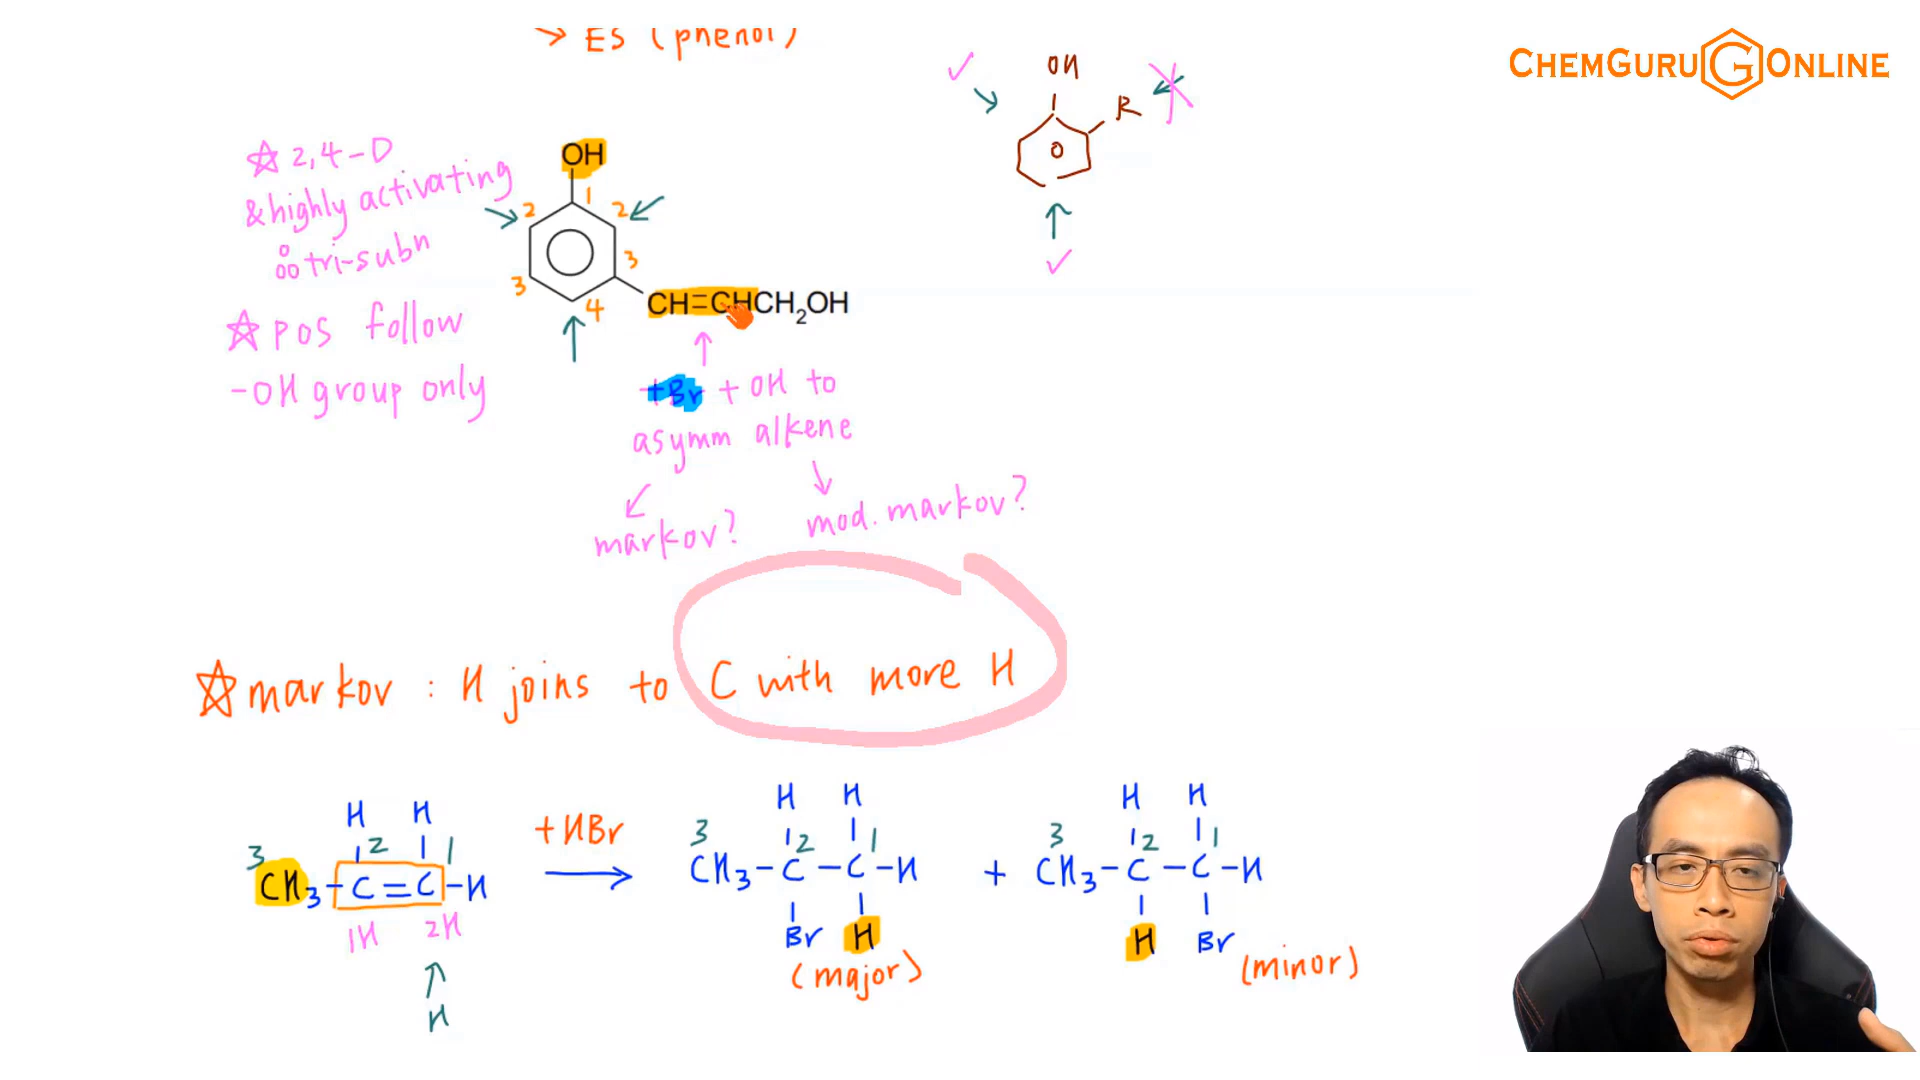 → ES (phenol)
CHEMGURU G ONLINE
☆ 2,4-D
& highly activating
∴ tri-subn
☆ pos follow
-OH group only
OH
1
2
2
3
3
4
CH=CHCH₂OH
OH
R
+Br + OH to
asymm alkene
markov?
mod. markov?
☆ markov : H joins to C with more H
H H
3 2 1
CH₃-C=C-H
1H 2H
H
+HBr
H H
3 2 1
CH₃-C-C-H
Br H
(major)
+
H H
3 2 1
CH₃-C-C-H
H Br
(minor)